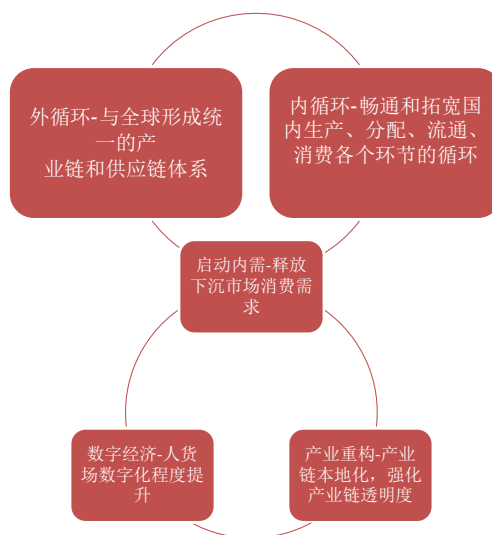 外循环-与全球形成统
一的产
业链和供应链体系
内循环-畅通和拓宽国
内生产、分配、流通、
消费各个环节的循环
启动内需-释放
下沉市场消费需
求
数字经济-人货
场数字化程度提
升
产业重构-产业
链本地化，强化
产业链透明度